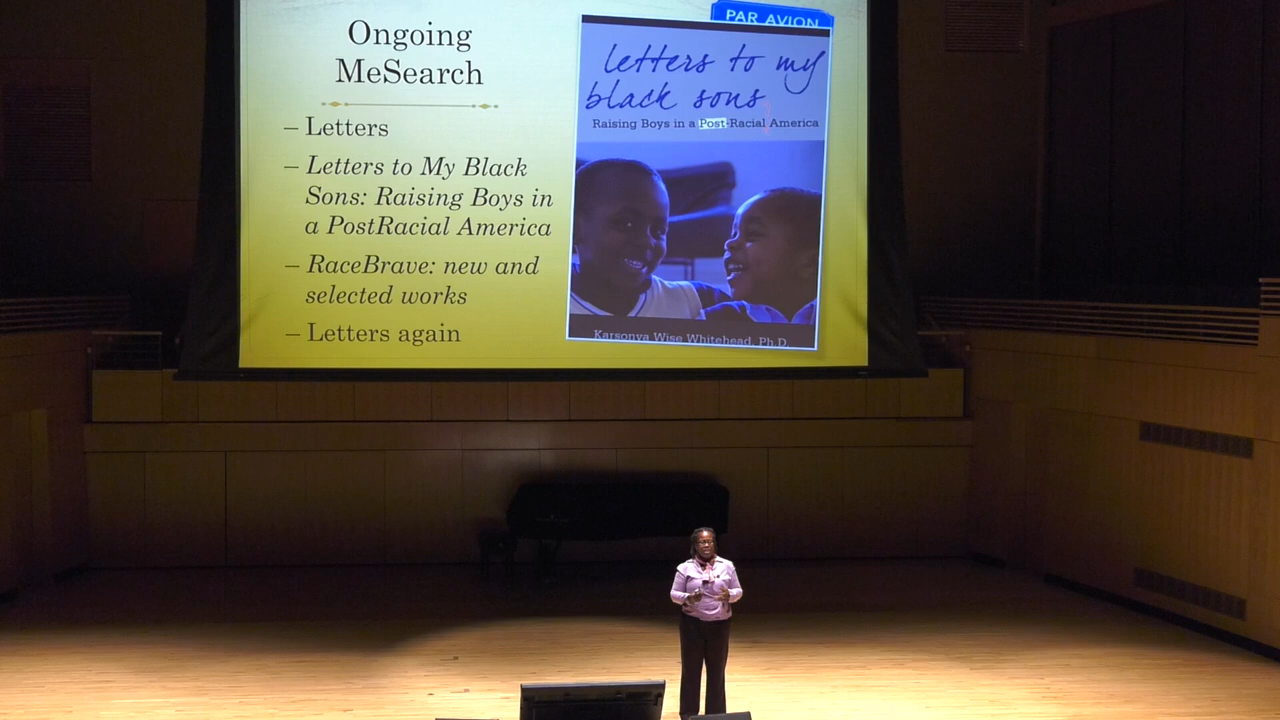 Ongoing
MeSearch
– Letters
– Letters to My Black
Sons: Raising Boys in
a PostRacial America
– RaceBrave: new and
selected works
– Letters again
PAR AVION
letters to my
black sons
Raising Boys in a Post-Racial America
Karsonya Wise Whitehead, Ph.D.